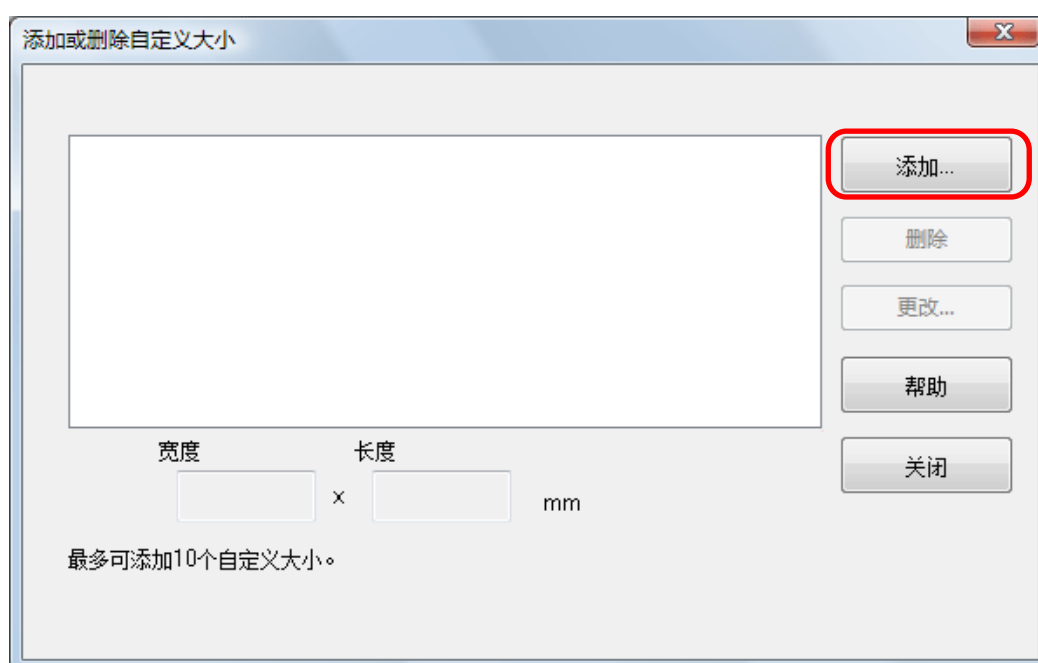 添加或删除自定义大小
添加...
删除
更改...
帮助
关闭
宽度 长度
x mm
最多可添加10个自定义大小。